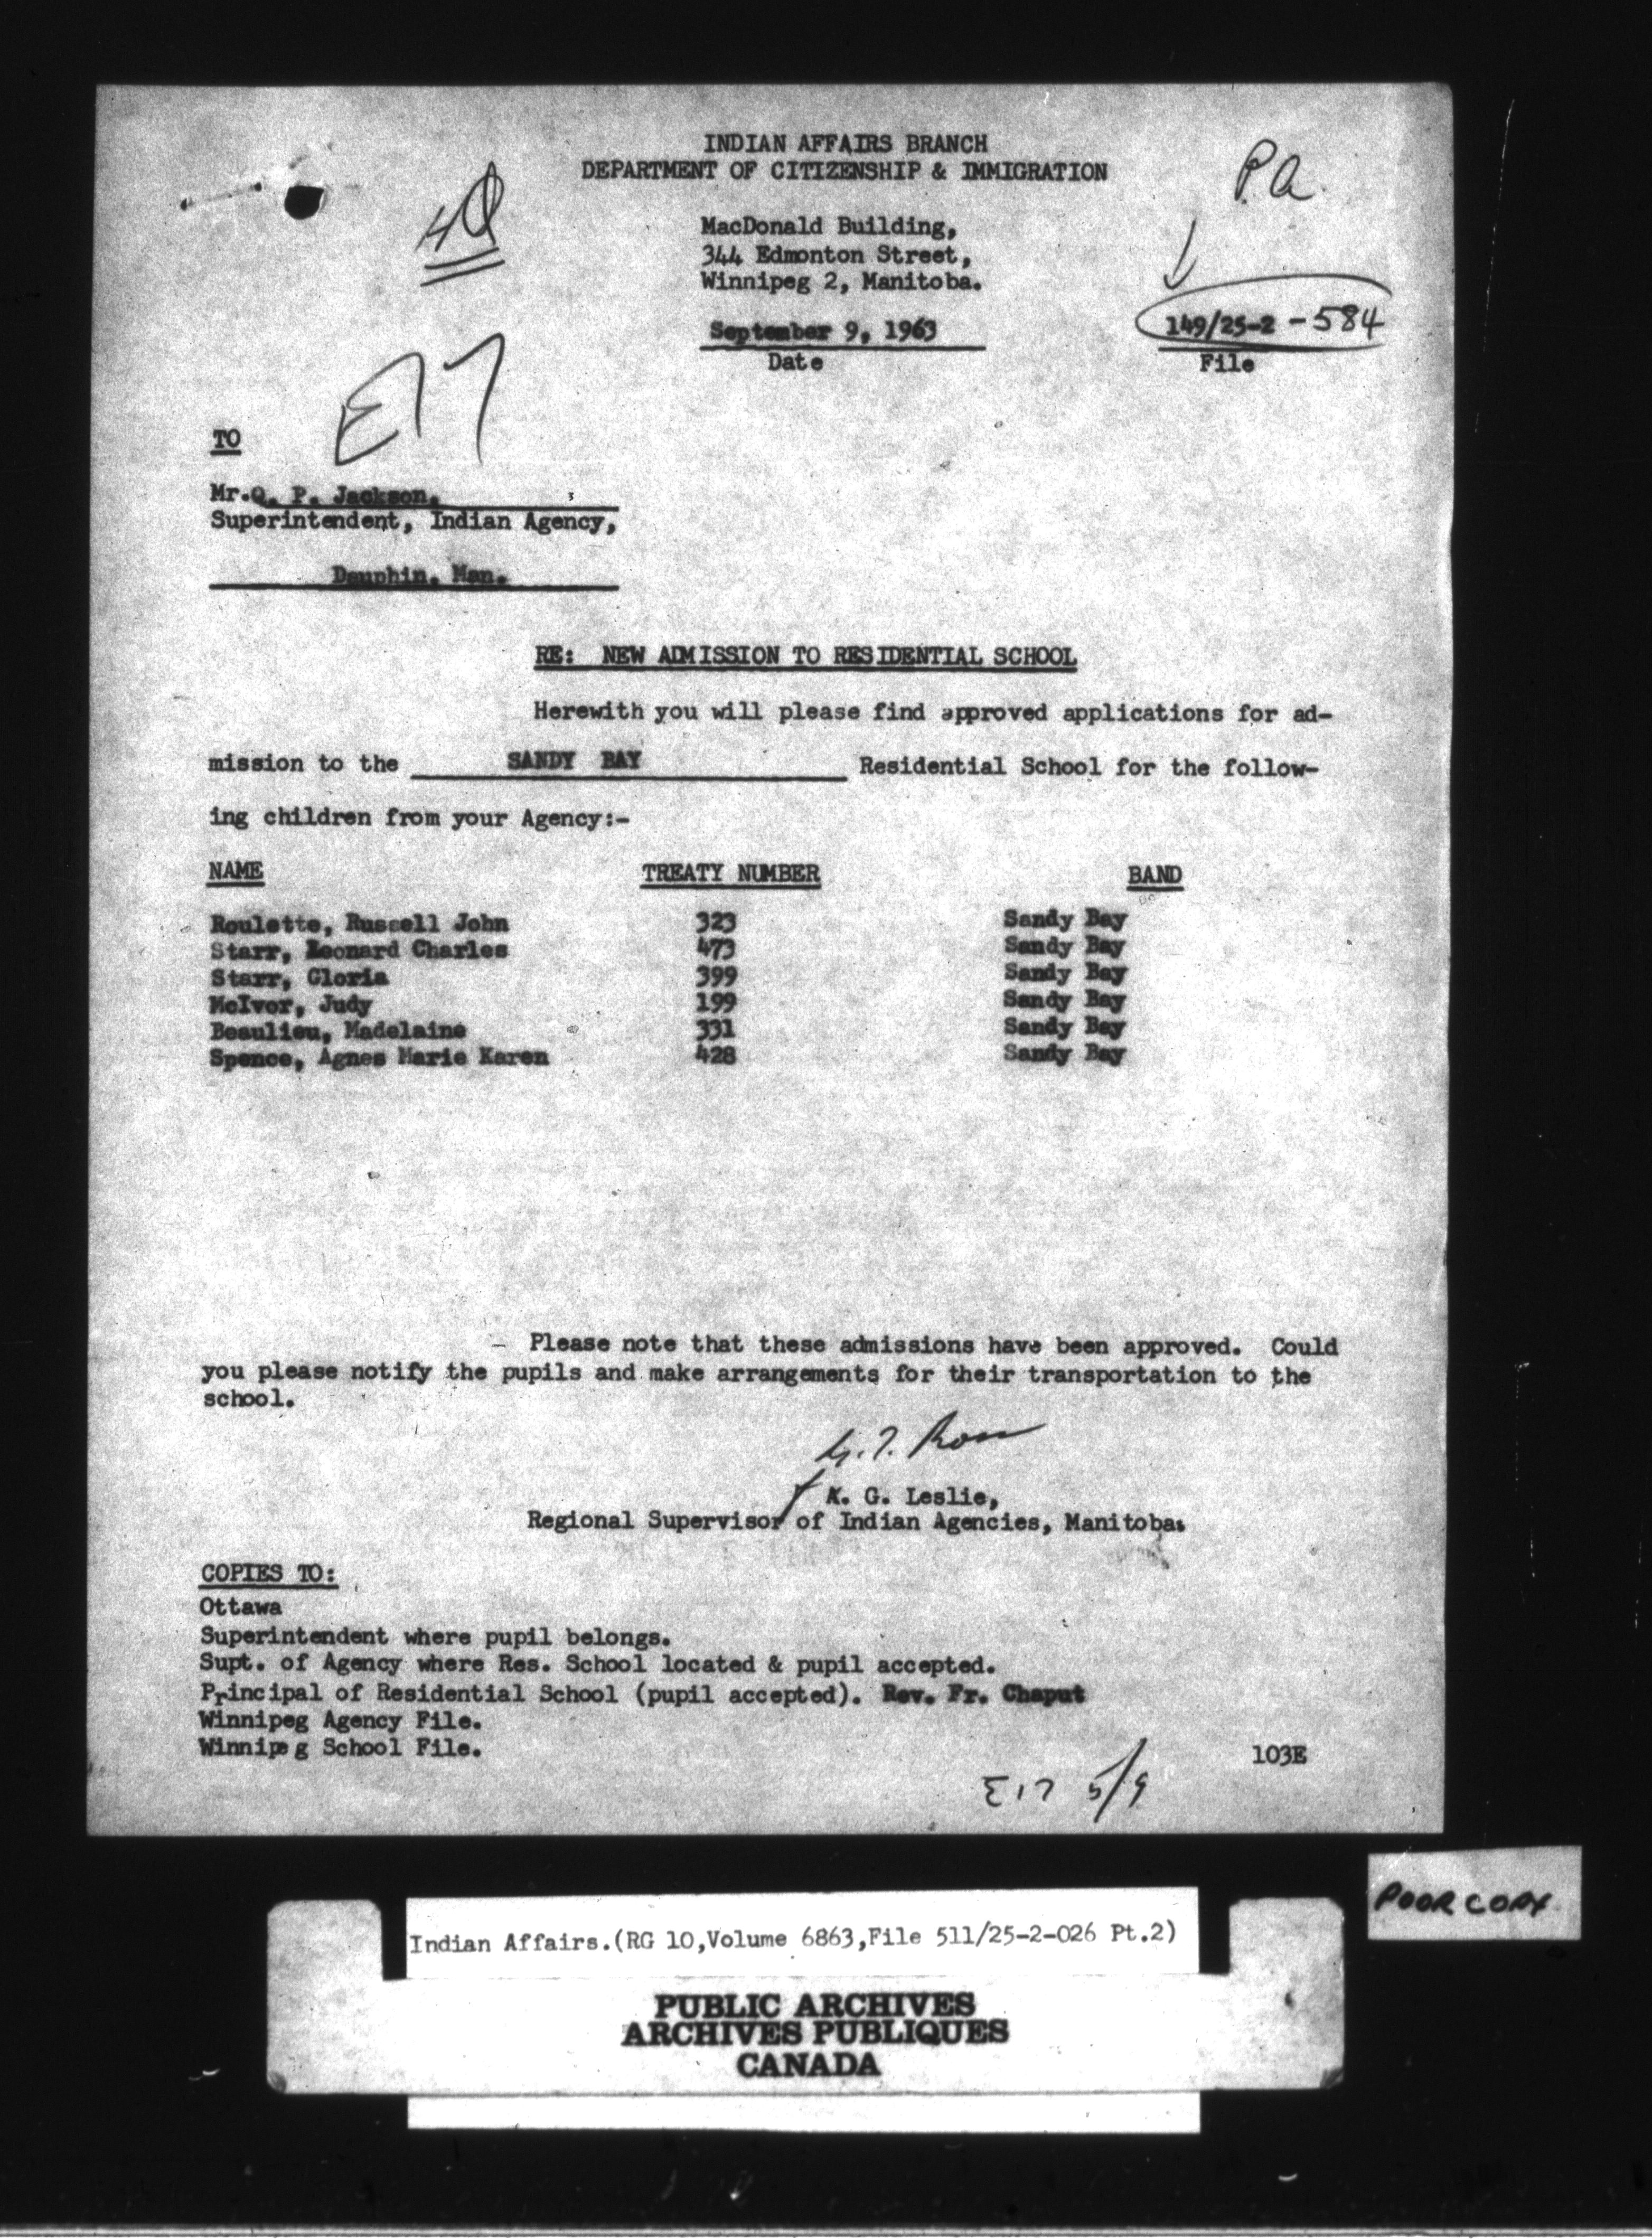 INDIAN AFFAIRS BRANCH
DEPARTMENT OF CITIZENSHIP & IMMIGRATION
P.A.
40
MacDonald Building,
344 Edmonton Street,
Winnipeg 2, Manitoba.
September 9, 1963
Date
149/25-2 - 584
File
E17
TO
Mr. Q. P. Jackson,
Superintendent, Indian Agency,
Dauphin, Man.
RE: NEW ADMISSION TO RESIDENTIAL SCHOOL
Herewith you will please find approved applications for ad-
mission to the SANDY BAY Residential School for the follow-
ing children from your Agency:-
NAME TREATY NUMBER BAND
Roulette, Russell John 323 Sandy Bay
Starr, Leonard Charles 473 Sandy Bay
Starr, Gloria 399 Sandy Bay
McIvor, Judy 199 Sandy Bay
Beaulieu, Madelaine 331 Sandy Bay
Spence, Agnes Marie Karen 428 Sandy Bay
- Please note that these admissions have been approved. Could
you please notify the pupils and make arrangements for their transportation to the
school.
Ross
K. G. Leslie,
Regional Supervisor of Indian Agencies, Manitoba.
COPIES TO:
Ottawa
Superintendent where pupil belongs.
Supt. of Agency where Res. School located & pupil accepted.
Principal of Residential School (pupil accepted). Rev. Fr. Chaput
Winnipeg Agency File.
Winnipeg School File.
103E
E17 5/9
POOR COPY
Indian Affairs.(RG 10,Volume 6863,File 511/25-2-026 Pt.2)
PUBLIC ARCHIVES
ARCHIVES PUBLIQUES
CANADA